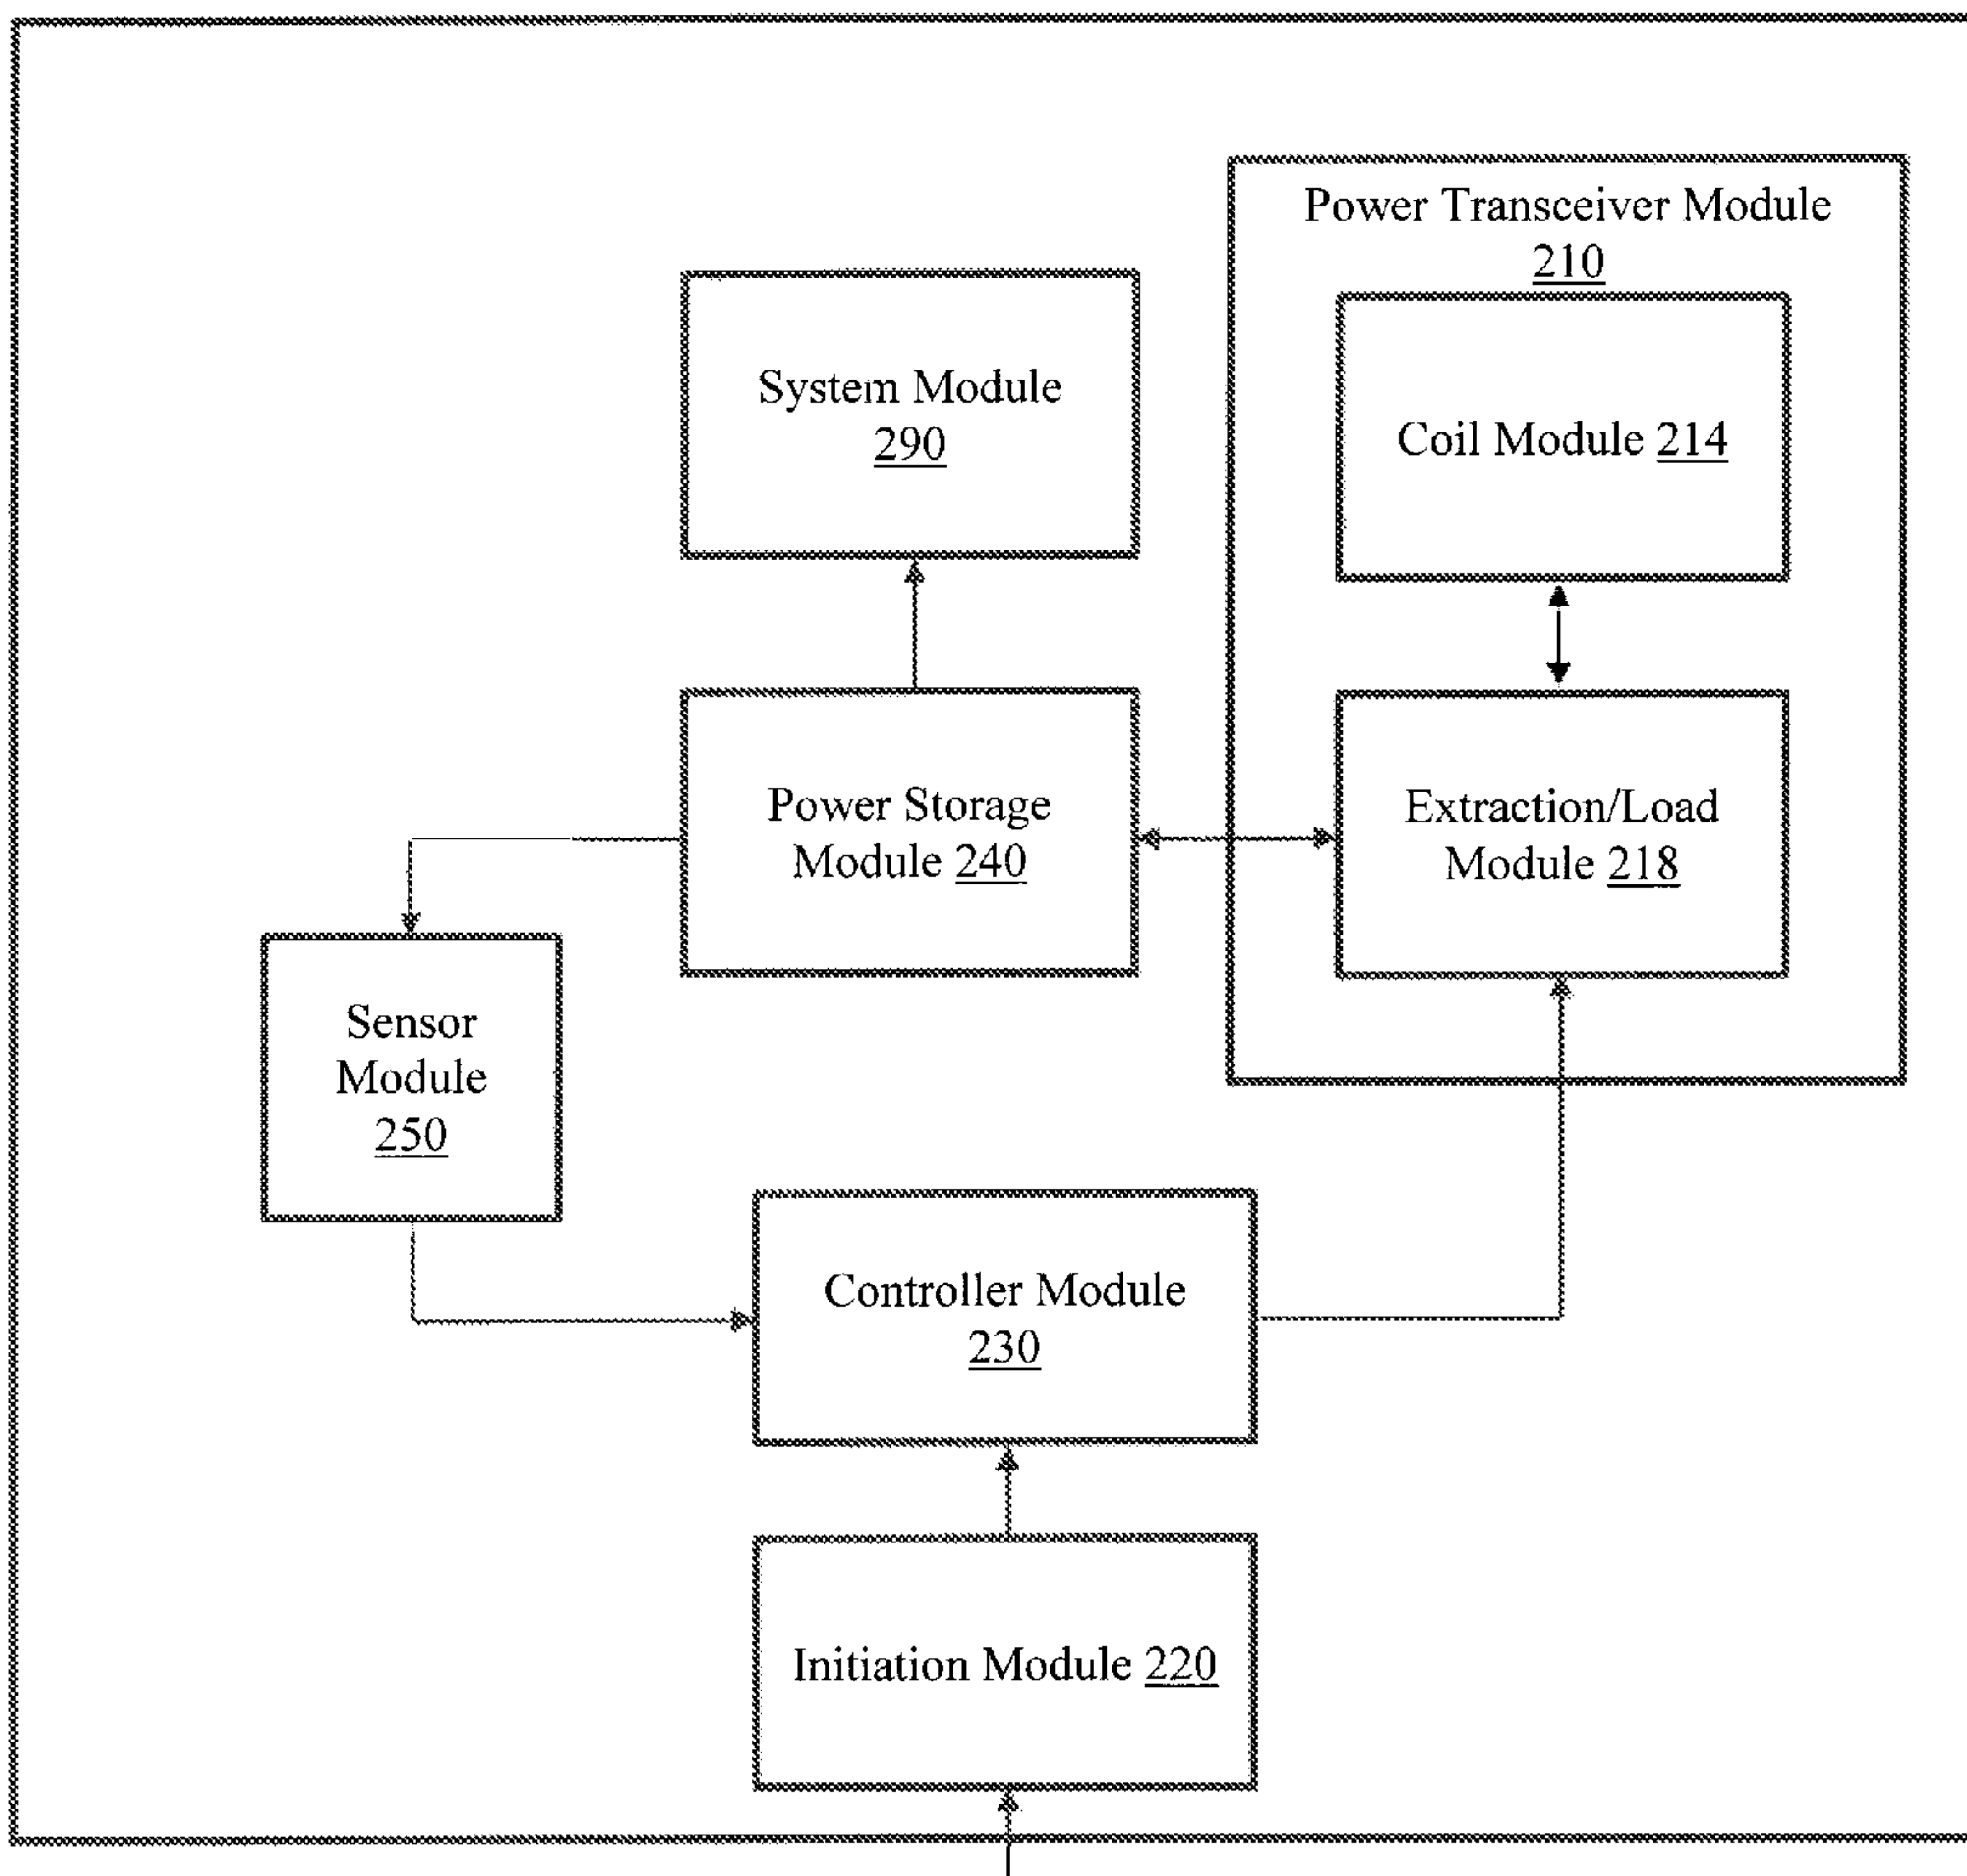 Power Transceiver Module
210
System Module
290
Coil Module 214
Power Storage
Module 240
Extraction/Load
Module 218
Sensor
Module
250
Controller Module
230
Initiation Module 220